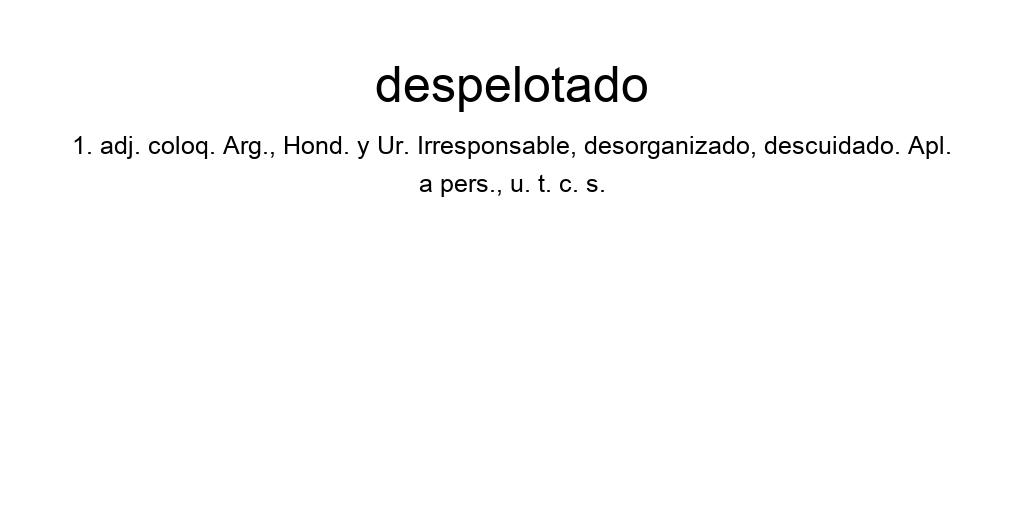 despelotado
1. adj. coloq. Arg., Hond. y Ur. Irresponsable, desorganizado, descuidado. Apl.
a pers., u. t. c. s.